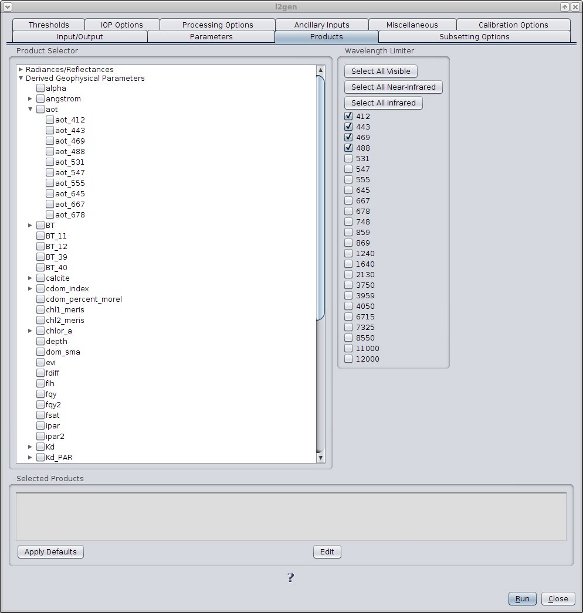 l2gen
Thresholds IOP Options Processing Options Ancillary Inputs Miscellaneous Calibration Options
Input/Output Parameters Products Subsetting Options
Product Selector
Radiances/Reflectances
Derived Geophysical Parameters
alpha
angstrom
aot
aot_412
aot_443
aot_469
aot_488
aot_531
aot_547
aot_555
aot_645
aot_667
aot_678
BT
BT_11
BT_12
BT_39
BT_40
calcite
cdom_index
cdom_percent_morel
chl1_meris
chl2_meris
chlor_a
depth
dom_sma
evi
fdiff
flh
fqy
fqy2
fsat
ipar
ipar2
Kd
Kd_PAR
Wavelength Limiter
Select All Visible
Select All Near-Infrared
Select All Infrared
412
443
469
488
531
547
555
645
667
678
748
859
869
1240
1640
2130
3750
3959
4050
6715
7325
8550
11000
12000
Selected Products
Apply Defaults Edit
?
Run Close